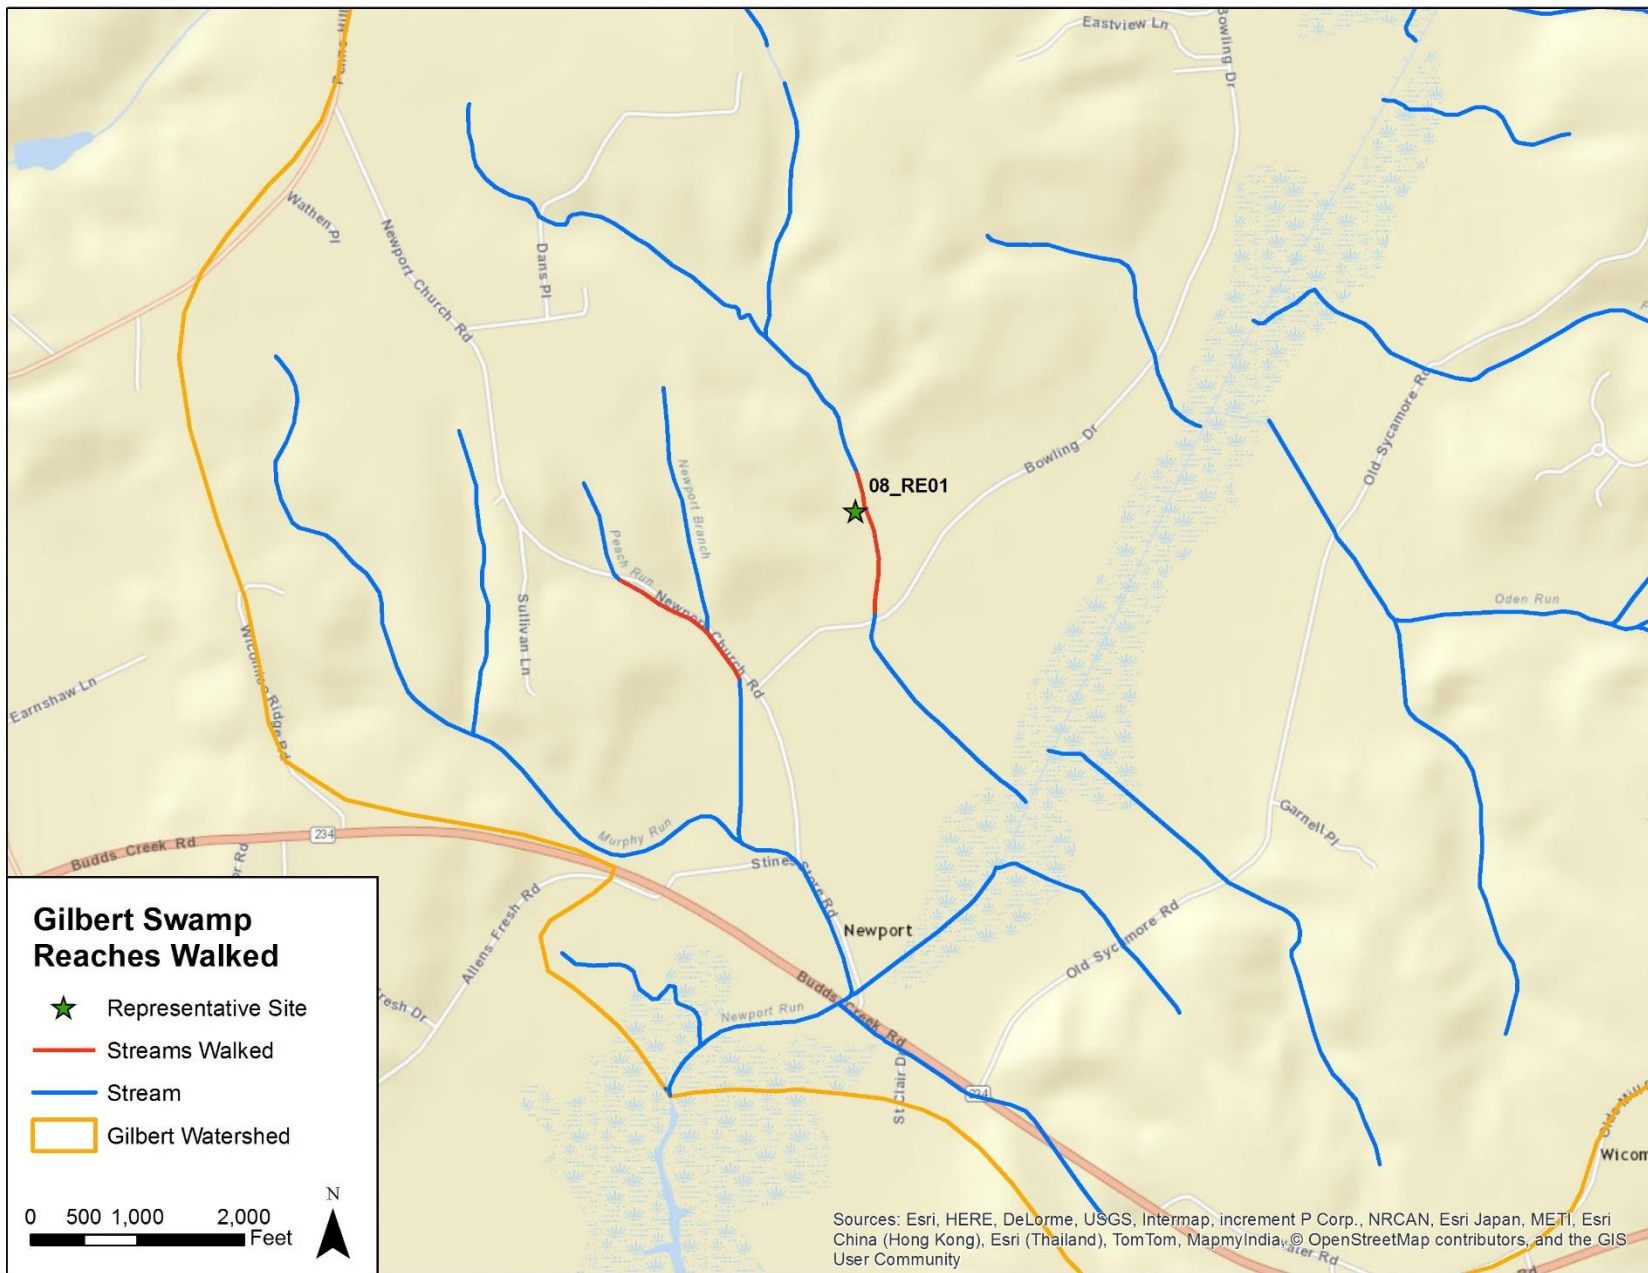 Eastview Ln
Bowling Dr
Wathen Pl
Newport Church Rd
Dans Pl
Old Sycamore Rd
Bowling Dr
08_RE01
Newport Branch
Peach Run
Newport Church Rd
Sullivan Ln
Oden Run
Earnshaw Ln
Wicomico Ridge Rd
Garnell Pl
234
Budds Creek Rd
Murphy Run
Stines Store Rd
Allens Fresh Rd
Newport
Old Sycamore Rd
Budds Creek Rd
Newport Run
St Clair Dr
234
Fresh Dr
Wicom
Gilbert Swamp
Reaches Walked
Representative Site
Streams Walked
Stream
Gilbert Watershed
N
0 500 1,000 2,000
Feet
Sources: Esri, HERE, DeLorme, USGS, Intermap, increment P Corp., NRCAN, Esri Japan, METI, Esri
China (Hong Kong), Esri (Thailand), TomTom, MapmyIndia, © OpenStreetMap contributors, and the GIS
User Community